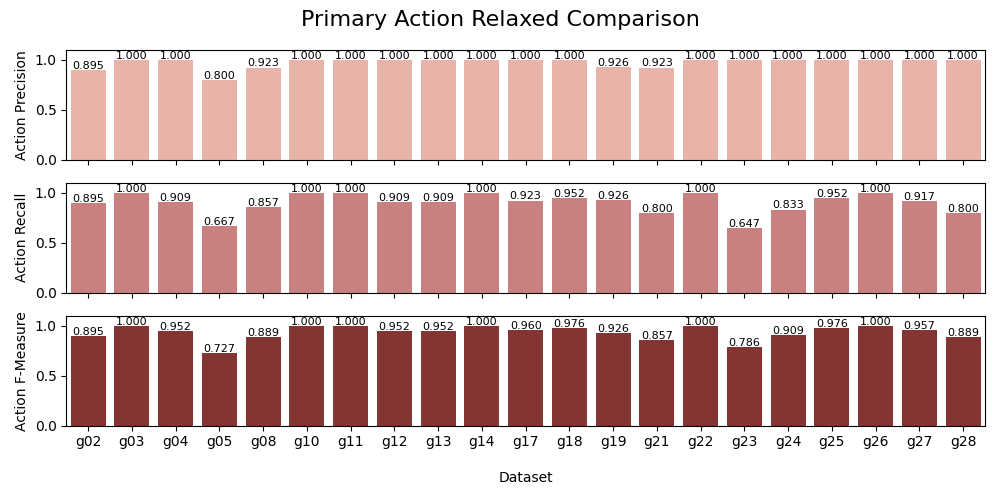 Primary Action Relaxed Comparison
Action Precision
1.0
0.5
0.0
0.895 1.000 1.000 0.800 0.923 1.000 1.000 1.000 1.000 1.000 1.000 1.000 0.926 0.923 1.000 1.000 1.000 1.000 1.000 1.000 1.000
Action Recall
1.0
0.5
0.0
0.895 1.000 0.909 0.667 0.857 1.000 1.000 0.909 0.909 1.000 0.923 0.952 0.926 0.800 1.000 0.647 0.833 0.952 1.000 0.917 0.800
Action F-Measure
1.0
0.5
0.0
0.895 1.000 0.952 0.727 0.889 1.000 1.000 0.952 0.952 1.000 0.960 0.976 0.926 0.857 1.000 0.786 0.909 0.976 1.000 0.957 0.889
g02 g03 g04 g05 g08 g10 g11 g12 g13 g14 g17 g18 g19 g21 g22 g23 g24 g25 g26 g27 g28
Dataset